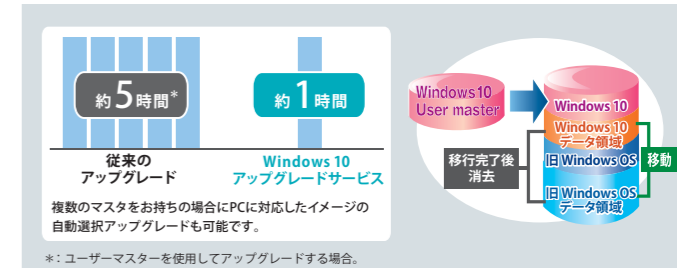 約5時間*
約1時間
従来の
アップグレード
Windows 10
アップグレードサービス
複数のマスタをお持ちの場合にPCに対応したイメージの
自動選択アップグレードも可能です。
*：ユーザーマスターを使用してアップグレードする場合。
Windows10
User master
Windows 10
Windows 10
データ領域
旧 Windows OS
旧 Windows OS
データ領域
移行完了後
消去
移動